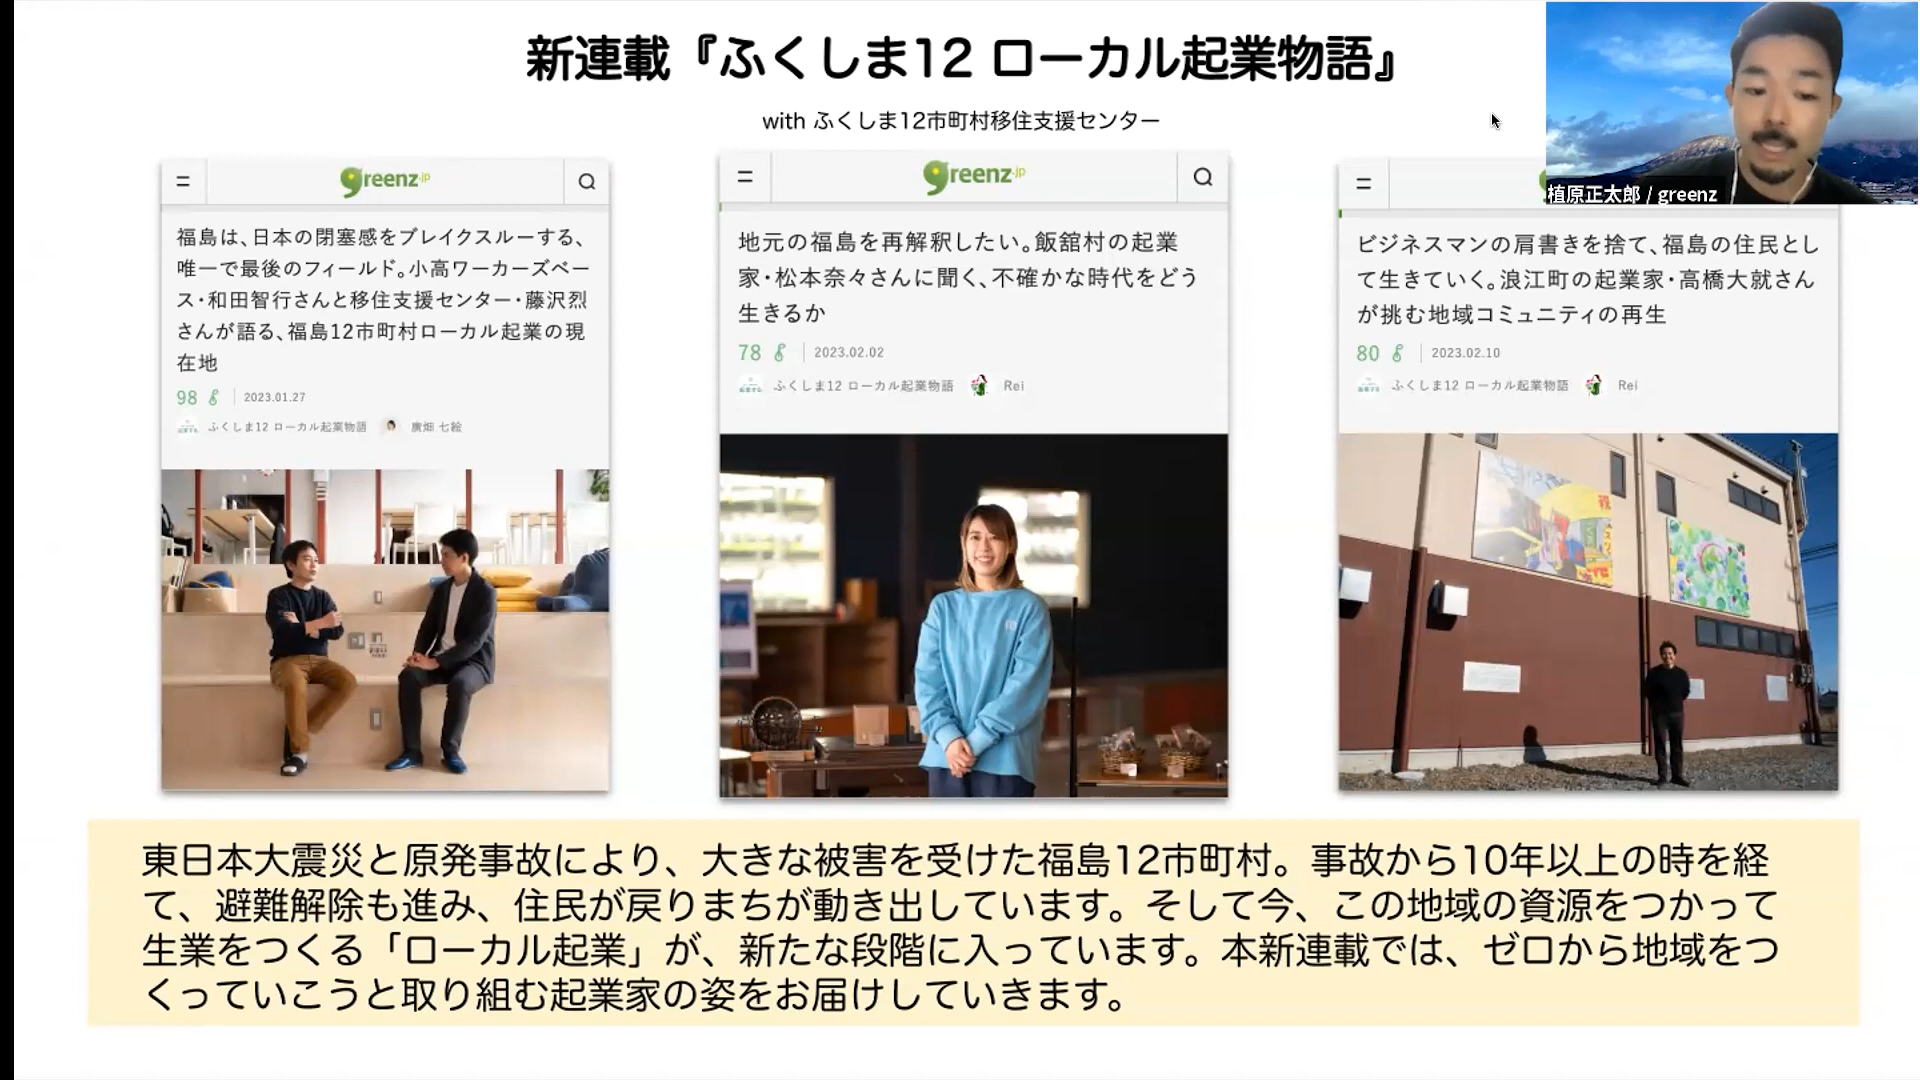 新連載『ふくしま12 ローカル起業物語』
with ふくしま12市町村移住支援センター
植原正太郎 / greenz
greenz.jp
福島は、日本の閉塞感をブレイクスルーする、
唯一で最後のフィールド。小高ワーカーズベー
ス・和田智行さんと移住支援センター・藤沢烈
さんが語る、福島12市町村ローカル起業の現
在地
98
2023.01.27
ふくしま12 ローカル起業物語
廣畑 七絵
greenz.jp
地元の福島を再解釈したい。飯舘村の起業
家・松本奈々さんに聞く、不確かな時代をどう
生きるか
78
2023.02.02
ふくしま12 ローカル起業物語
Rei
ビジネスマンの肩書きを捨て、福島の住民とし
て生きていく。浪江町の起業家・高橋大就さん
が挑む地域コミュニティの再生
80
2023.02.10
ふくしま12 ローカル起業物語
Rei
東日本大震災と原発事故により、大きな被害を受けた福島12市町村。事故から10年以上の時を経
て、避難解除も進み、住民が戻りまちが動き出しています。そして今、この地域の資源をつかって
生業をつくる「ローカル起業」が、新たな段階に入っています。本新連載では、ゼロから地域をつ
くっていこうと取り組む起業家の姿をお届けしていきます。